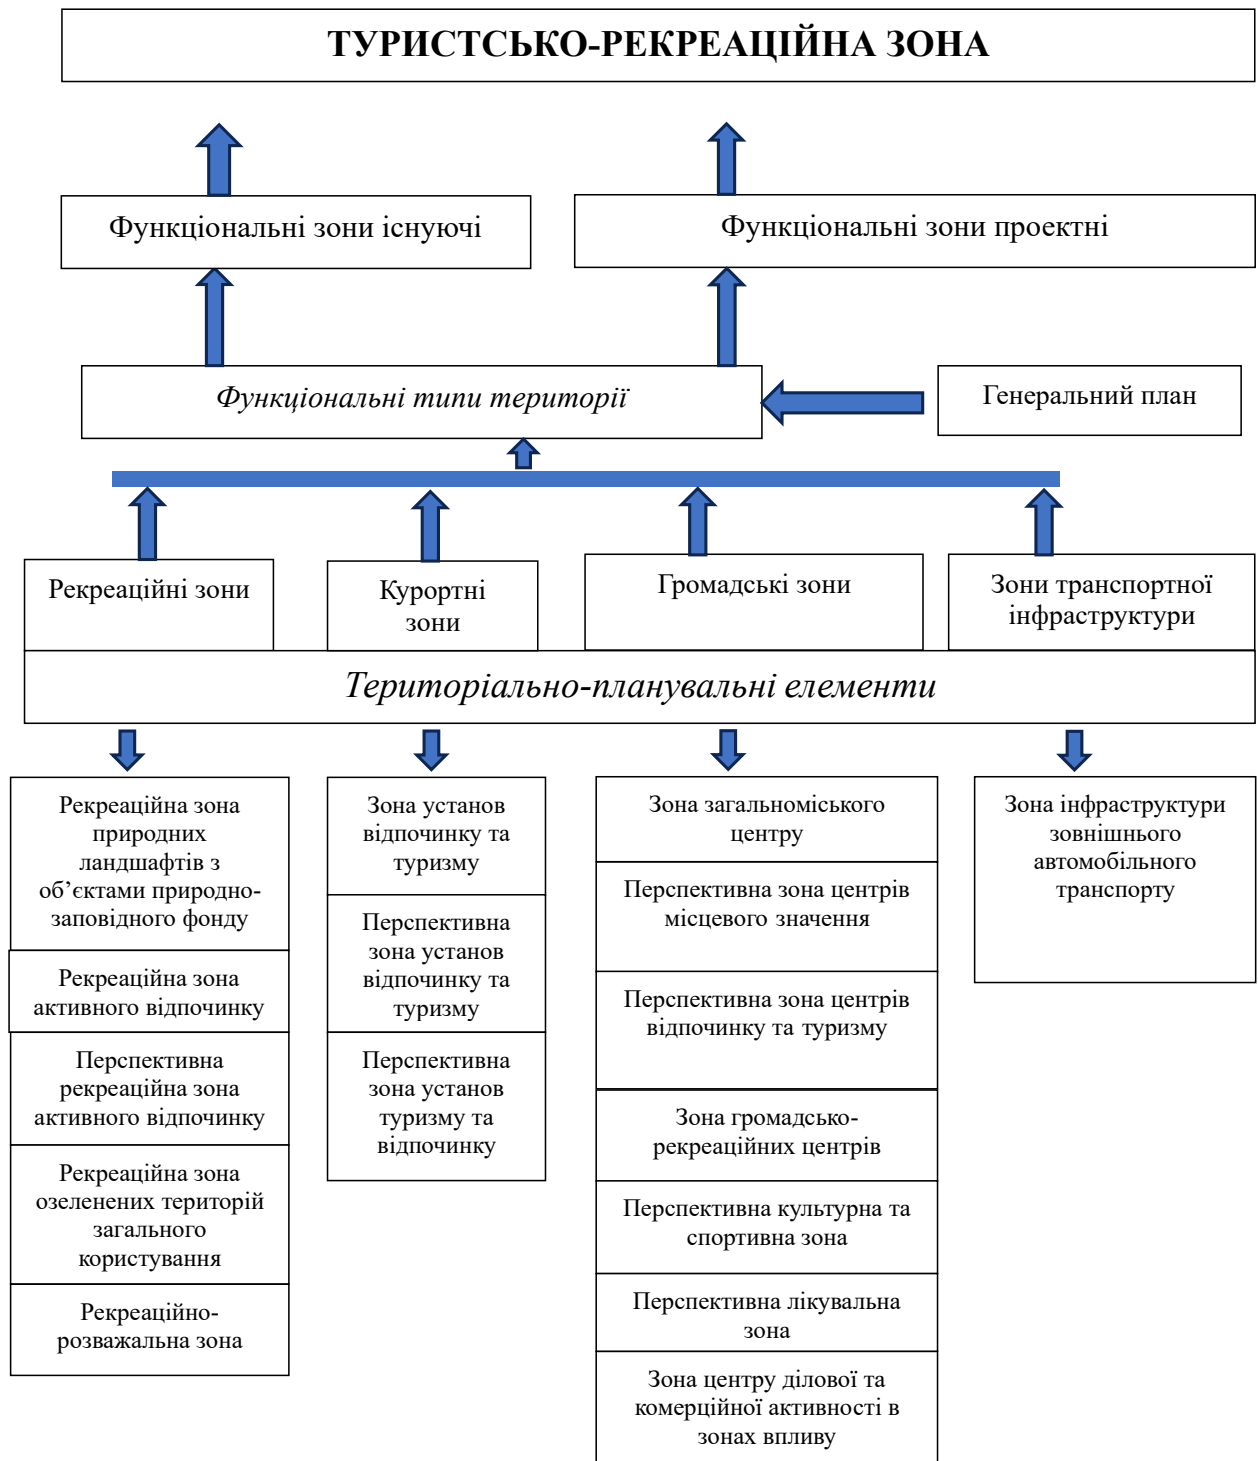 ТУРИСТСЬКО-РЕКРЕАЦІЙНА ЗОНА
Функціональні зони існуючі
Функціональні зони проектні
Функціональні типи території
Генеральний план
Рекреаційні зони
Курортні
зони
Громадські зони
Зони транспортної
інфраструктури
Територіально-планувальні елементи
Рекреаційна зона
природних
ландшафтів з
об’єктами природно-
заповідного фонду
Рекреаційна зона
активного відпочинку
Перспективна
рекреаційна зона
активного відпочинку
Рекреаційна зона
озеленених територій
загального
користування
Рекреаційно-
розважальна зона
Зона установ
відпочинку та
туризму
Перспективна
зона установ
відпочинку та
туризму
Перспективна
зона установ
туризму та
відпочинку
Зона загальноміського
центру
Перспективна зона центрів
місцевого значення
Перспективна зона центрів
відпочинку та туризму
Зона громадсько-
рекреаційних центрів
Перспективна культурна та
спортивна зона
Перспективна лікувальна
зона
Зона центру ділової та
комерційної активності в
зонах впливу
Зона інфраструктури
зовнішнього
автомобільного
транспорту